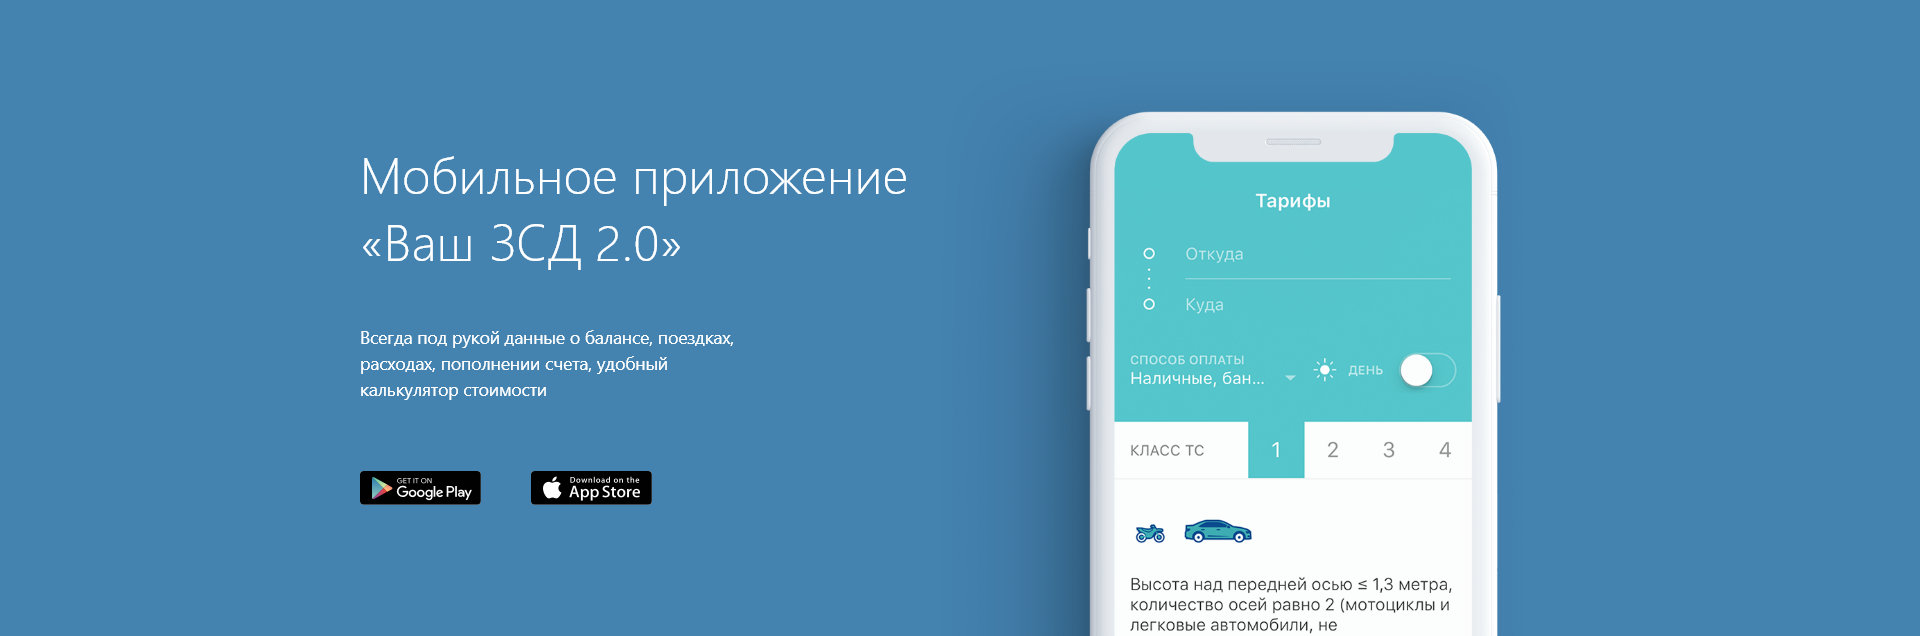 Мобильное приложение
«Ваш ЗСД 2.0»
Всегда под рукой данные о балансе, поездках,
расходах, пополнении счета, удобный
калькулятор стоимости
GET IT ON
Google Play
Download on the
App Store
Тарифы
Откуда
Куда
СПОСОБ ОПЛАТЫ
Наличные, бан...
ДЕНЬ
КЛАСС ТС 1 2 3 4
Высота над передней осью ≤ 1,3 метра,
количество осей равно 2 (мотоциклы и
легковые автомобили, не